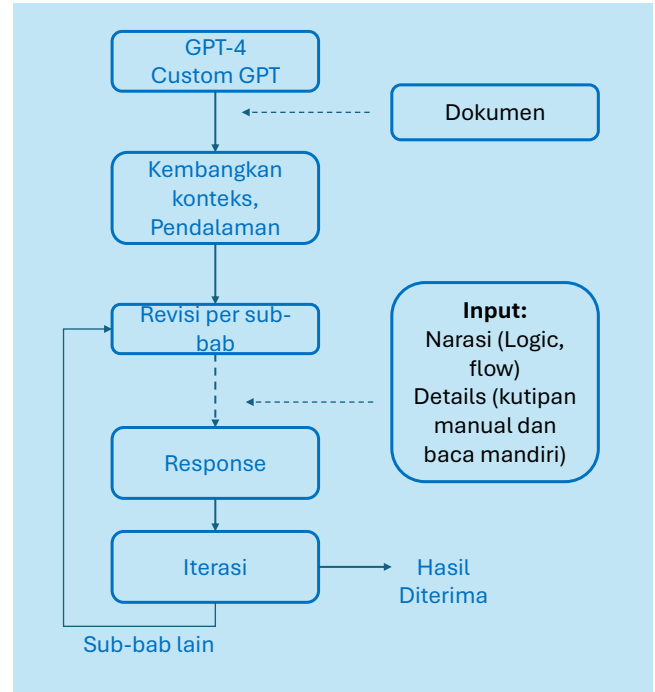 GPT-4
Custom GPT
Dokumen
Kembangkan
konteks,
Pendalaman
Revisi per sub-
bab
Input:
Narasi (Logic,
flow)
Details (kutipan
manual dan
baca mandiri)
Response
Iterasi
Hasil
Diterima
Sub-bab lain